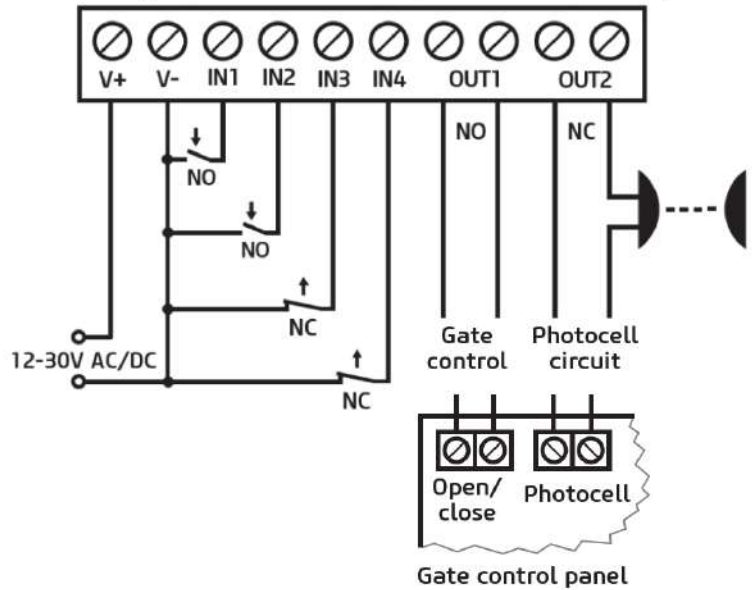 V+ V- IN1 IN2 IN3 IN4 OUT1 OUT2
NO NC
NO
NO
NC
12-30V AC/DC
NC
Gate
control
Photocell
circuit
Open/
close
Photocell
Gate control panel